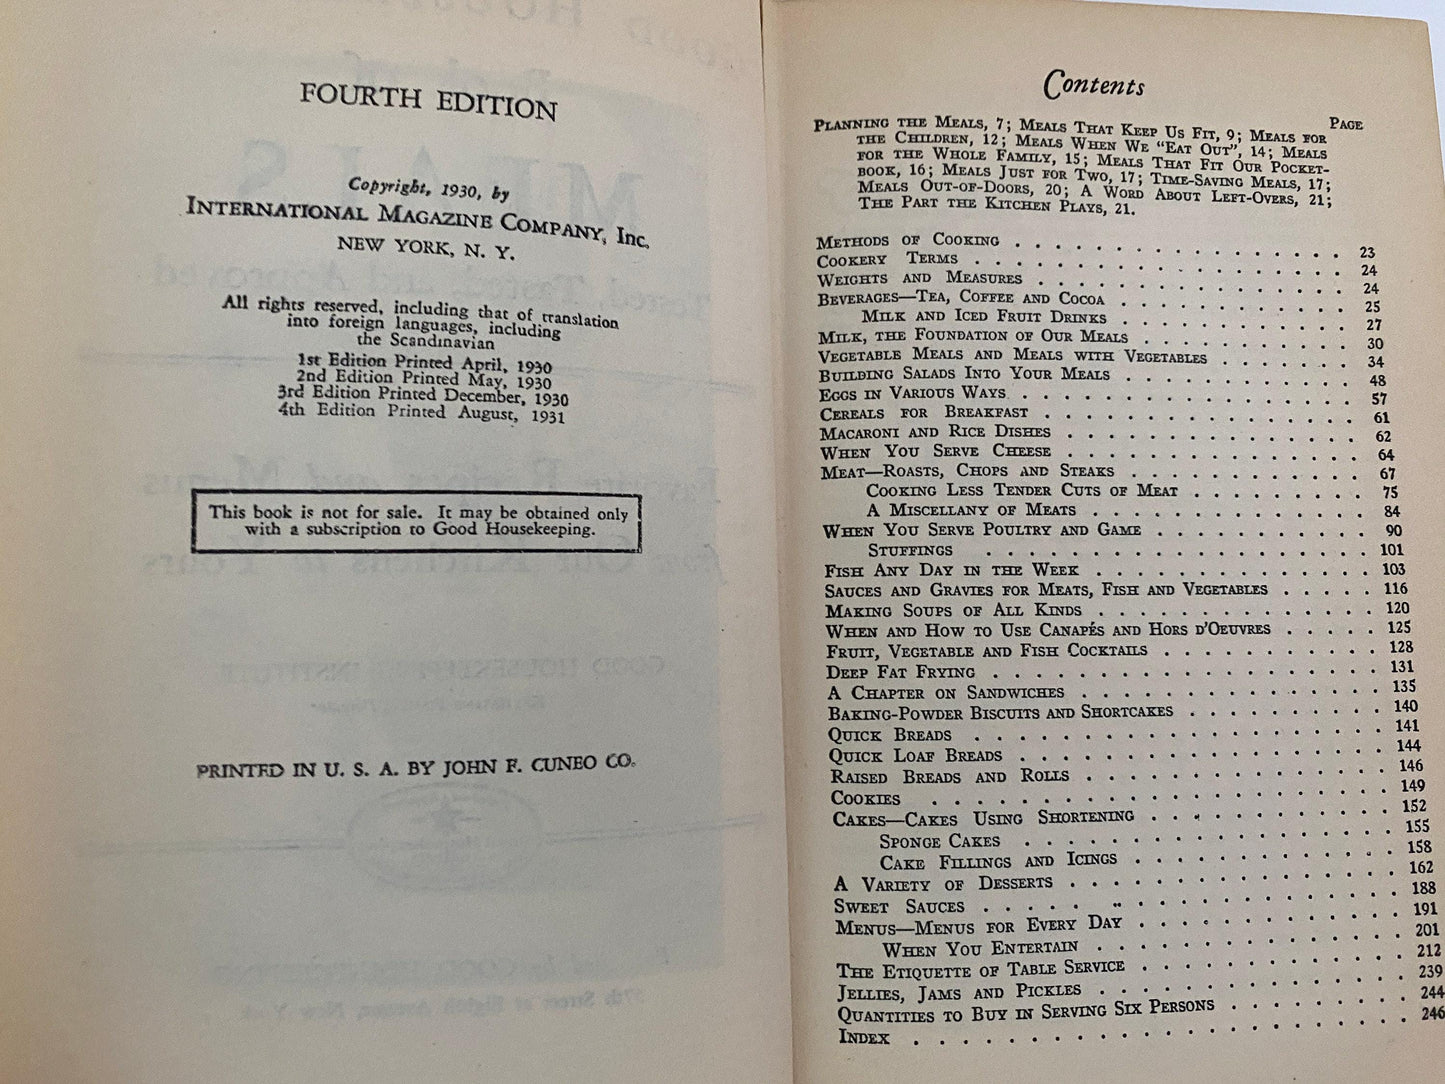 FOURTH EDITION
Copyright, 1930, by
INTERNATIONAL MAGAZINE COMPANY, Inc.
NEW YORK, N. Y.
All rights reserved, including that of translation
into foreign languages, including
the Scandinavian
1st Edition Printed April, 1930
2nd Edition Printed May, 1930
3rd Edition Printed December, 1930
4th Edition Printed August, 1931
This book is not for sale. It may be obtained only
with a subscription to Good Housekeeping.
PRINTED IN U. S. A. BY JOHN F. CUNEO CO.
Contents
PAGE
PLANNING THE MEALS, 7; MEALS THAT KEEP US FIT, 9; MEALS FOR
THE CHILDREN, 12; MEALS WHEN WE "EAT OUT", 14; MEALS
FOR THE WHOLE FAMILY, 15; MEALS THAT FIT OUR POCKET-
BOOK, 16; MEALS JUST FOR TWO, 17; TIME-SAVING MEALS, 17;
MEALS OUT-OF-DOORS, 20; A WORD ABOUT LEFT-OVERS, 21;
THE PART THE KITCHEN PLAYS, 21.
METHODS OF COOKING 23
COOKERY TERMS 24
WEIGHTS AND MEASURES 24
BEVERAGES—TEA, COFFEE AND COCOA 25
MILK AND ICED FRUIT DRINKS 27
MILK, THE FOUNDATION OF OUR MEALS 30
VEGETABLE MEALS AND MEALS WITH VEGETABLES 34
BUILDING SALADS INTO YOUR MEALS 48
EGGS IN VARIOUS WAYS 57
CEREALS FOR BREAKFAST 61
MACARONI AND RICE DISHES 62
WHEN YOU SERVE CHEESE 64
MEAT—ROASTS, CHOPS AND STEAKS 67
COOKING LESS TENDER CUTS OF MEAT 75
A MISCELLANY OF MEATS 84
WHEN YOU SERVE POULTRY AND GAME 90
STUFFINGS 101
FISH ANY DAY IN THE WEEK 103
SAUCES AND GRAVIES FOR MEATS, FISH AND VEGETABLES 116
MAKING SOUPS OF ALL KINDS 120
WHEN AND HOW TO USE CANAPÉS AND HORS D'OEUVRES 125
FRUIT, VEGETABLE AND FISH COCKTAILS 128
DEEP FAT FRYING 131
A CHAPTER ON SANDWICHES 135
BAKING-POWDER BISCUITS AND SHORTCAKES 140
QUICK BREADS 141
QUICK LOAF BREADS 144
RAISED BREADS AND ROLLS 146
COOKIES 149
CAKES—CAKES USING SHORTENING 152
SPONGE CAKES 155
CAKE FILLINGS AND ICINGS 158
A VARIETY OF DESSERTS 162
SWEET SAUCES 188
MENUS—MENUS FOR EVERY DAY 191
WHEN YOU ENTERTAIN 201
THE ETIQUETTE OF TABLE SERVICE 212
JELLIES, JAMS AND PICKLES 239
QUANTITIES TO BUY IN SERVING SIX PERSONS 244
INDEX 246